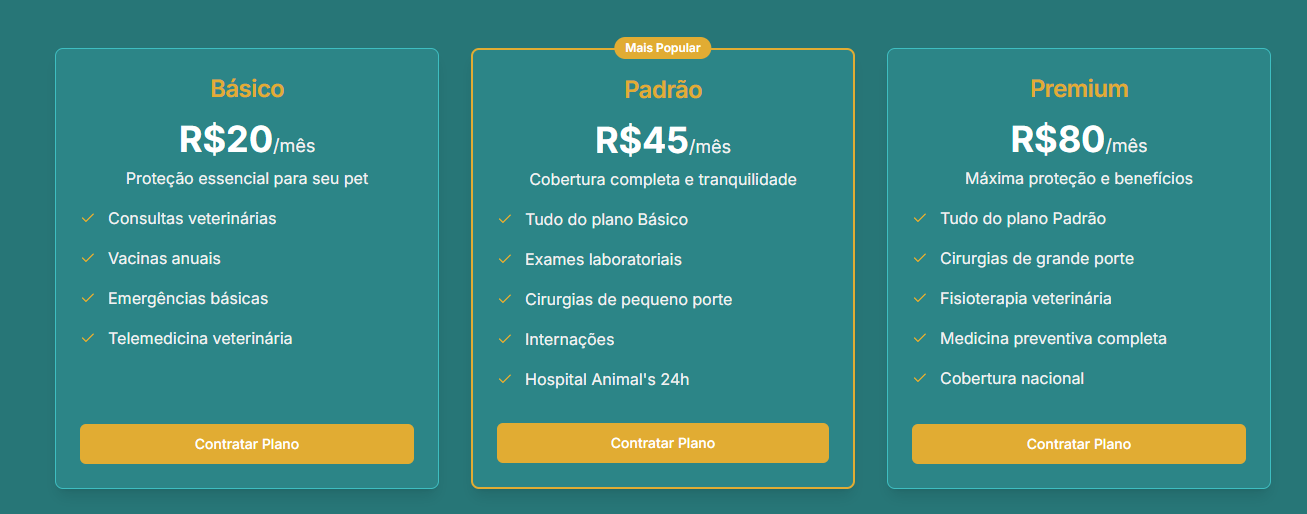 Básico
R$20/mês
Proteção essencial para seu pet
Consultas veterinárias
Vacinas anuais
Emergências básicas
Telemedicina veterinária
Contratar Plano
Mais Popular
Padrão
R$45/mês
Cobertura completa e tranquilidade
Tudo do plano Básico
Exames laboratoriais
Cirurgias de pequeno porte
Internações
Hospital Animal's 24h
Contratar Plano
Premium
R$80/mês
Máxima proteção e benefícios
Tudo do plano Padrão
Cirurgias de grande porte
Fisioterapia veterinária
Medicina preventiva completa
Cobertura nacional
Contratar Plano